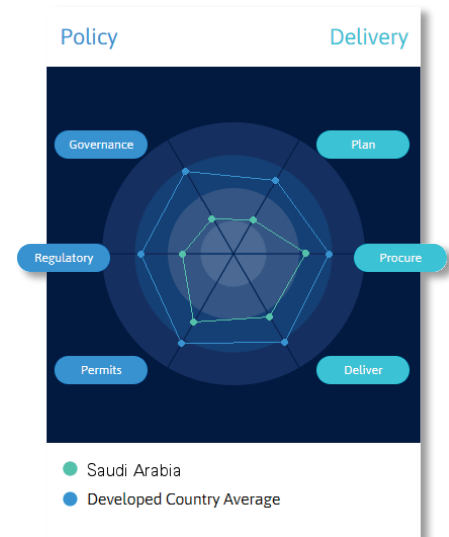 Policy Delivery
Governance Plan
Regulatory Procure
Permits Deliver
Saudi Arabia
Developed Country Average